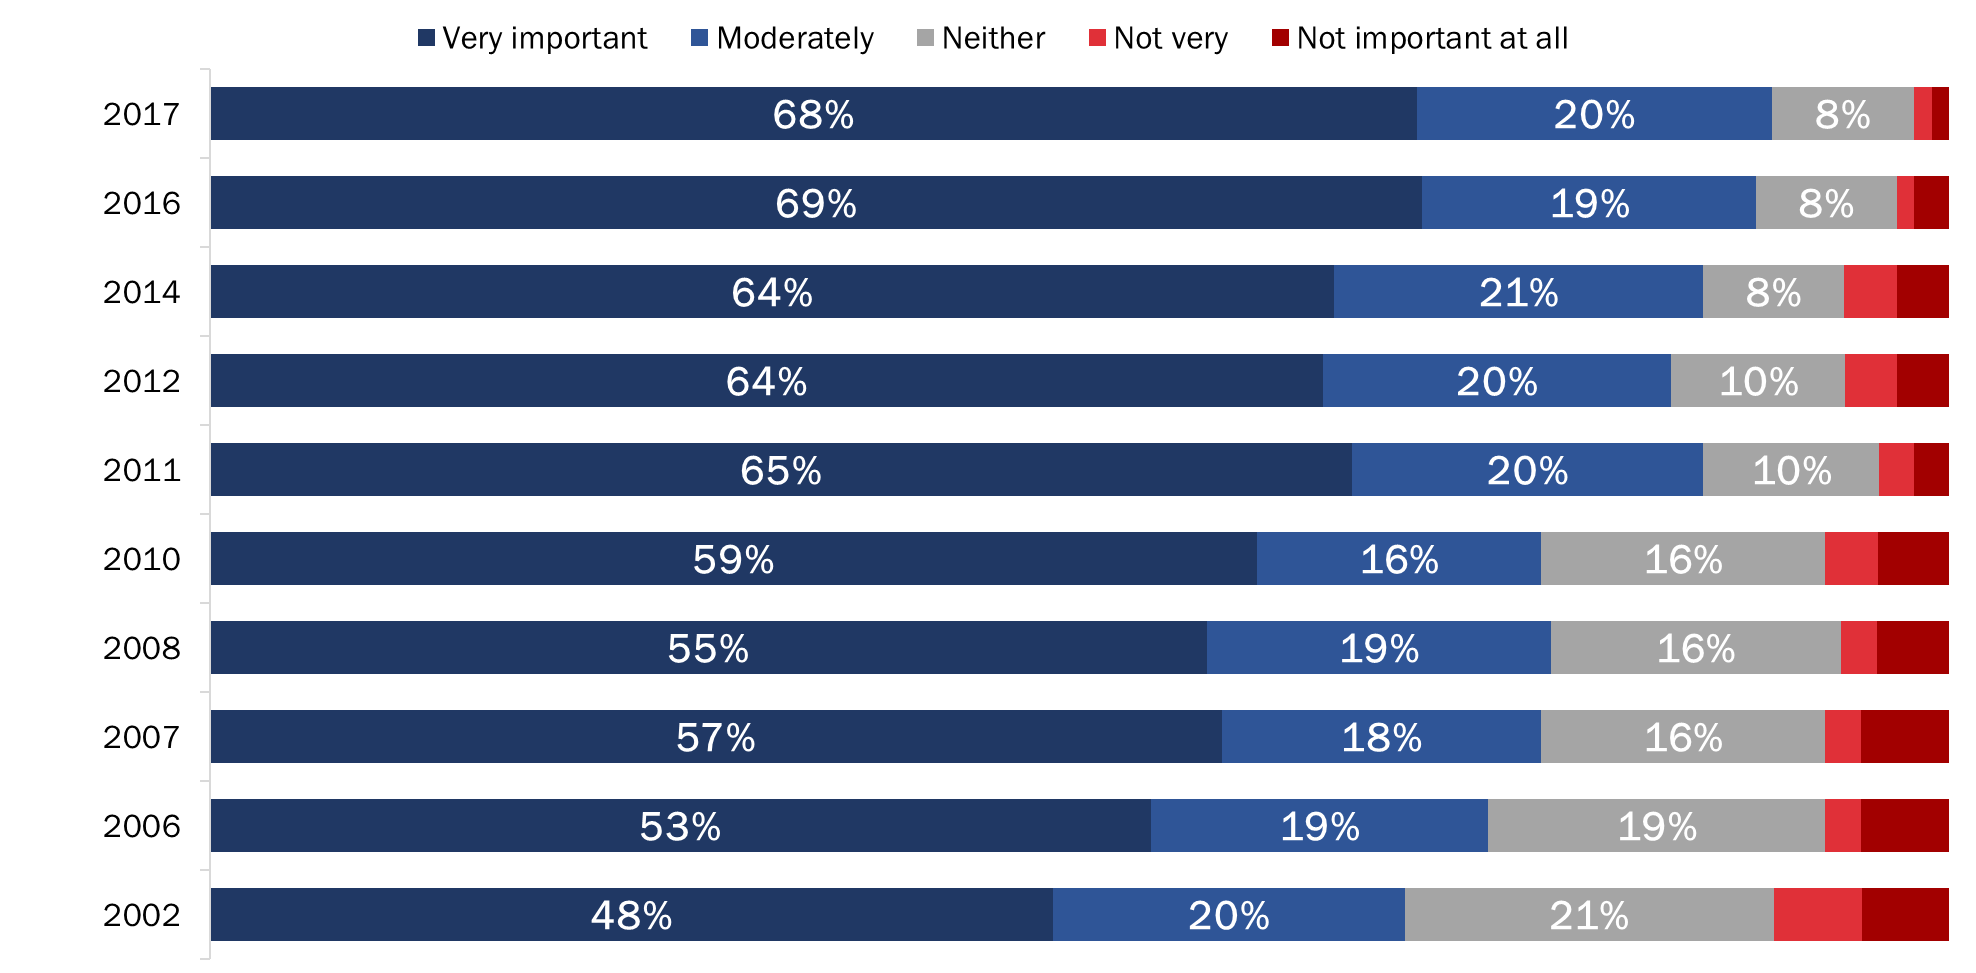 Very important Moderately Neither Not very Not important at all
2017 68% 20% 8%
2016 69% 19% 8%
2014 64% 21% 8%
2012 64% 20% 10%
2011 65% 20% 10%
2010 59% 16% 16%
2008 55% 19% 16%
2007 57% 18% 16%
2006 53% 19% 19%
2002 48% 20% 21%